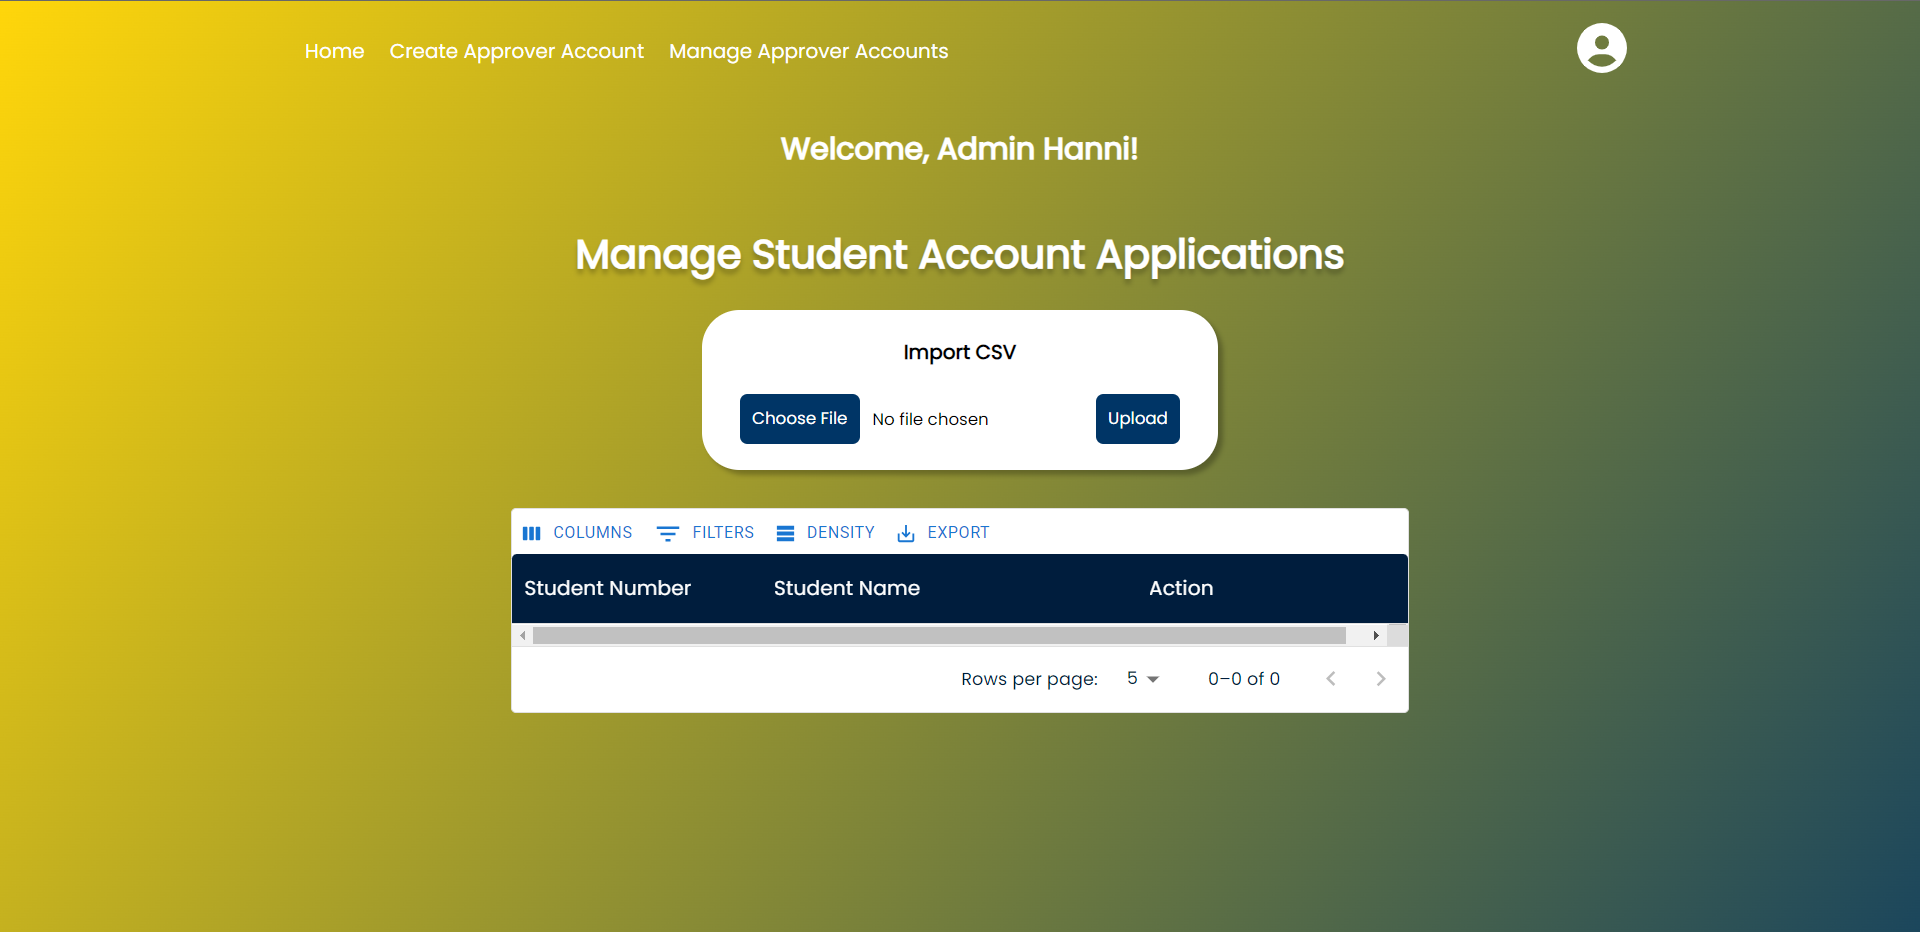 Home Create Approver Account Manage Approver Accounts
Welcome, Admin Hanni!
Manage Student Account Applications
Import CSV
Choose File No file chosen Upload
COLUMNS FILTERS DENSITY EXPORT
Student Number Student Name Action
Rows per page: 5 0–0 of 0